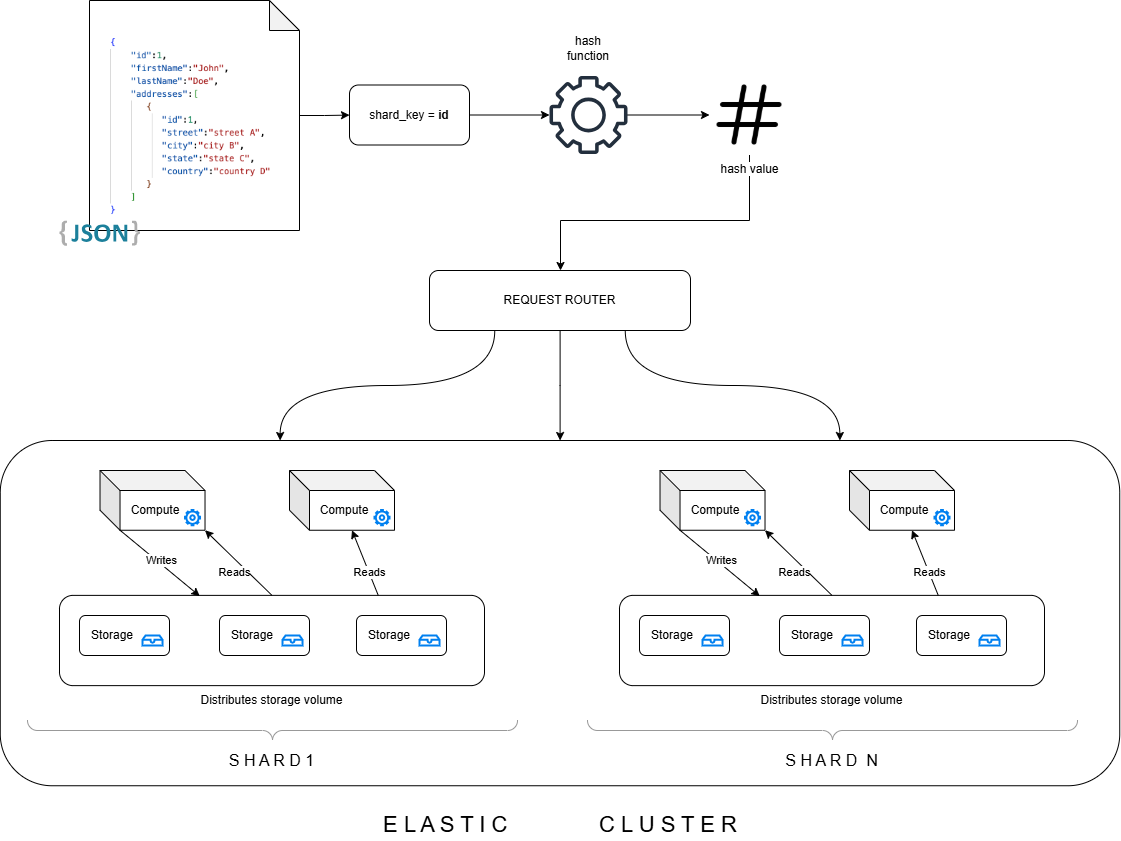 {
"id":1,
"firstName":"John",
"lastName":"Doe",
"addresses":[
{
"id":1,
"street":"street A",
"city":"city B",
"state":"state C",
"country":"country D"
}
]
}
{JSON}
shard_key = id
hash
function
#
hash value
REQUEST ROUTER
Compute
Compute
Compute
Compute
Writes
Reads
Reads
Writes
Reads
Reads
Storage
Storage
Storage
Storage
Storage
Storage
Distributes storage volume
Distributes storage volume
SHARD1
SHARD N
ELASTIC CLUSTER